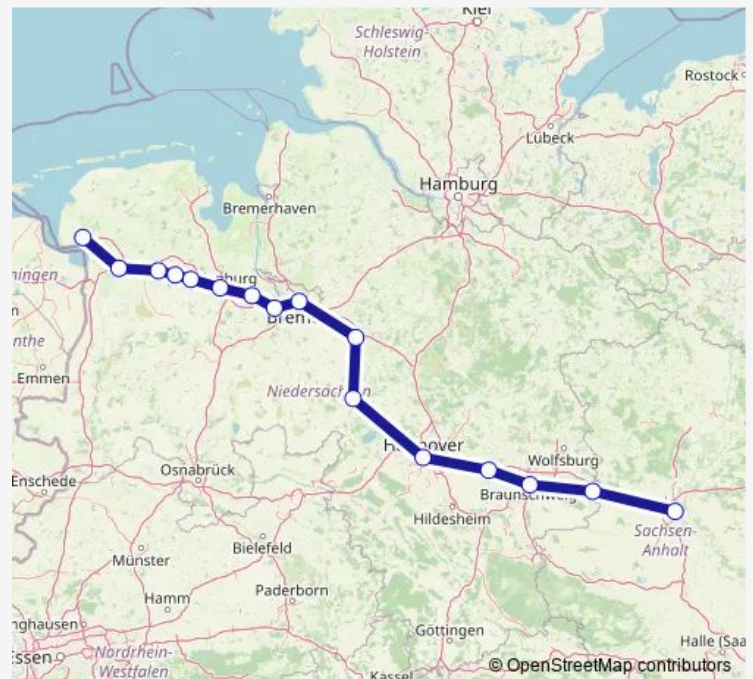 Kiel
Schleswig-
Holstein
Rostock
Lübeck
Hamburg
Bremerhaven
ningen
nthe
Emmen
Niedersachsen
Wolfsburg
Osnabrück
Enschede
Braunschweig
Hildesheim
Sachsen-
Anhalt
Münster
Bielefeld
Hamm
Paderborn
nghausen
Göttingen
Halle (Saa
Essen
Nordrhein-
Westfalen
Kassel
© OpenStreetMap contributors